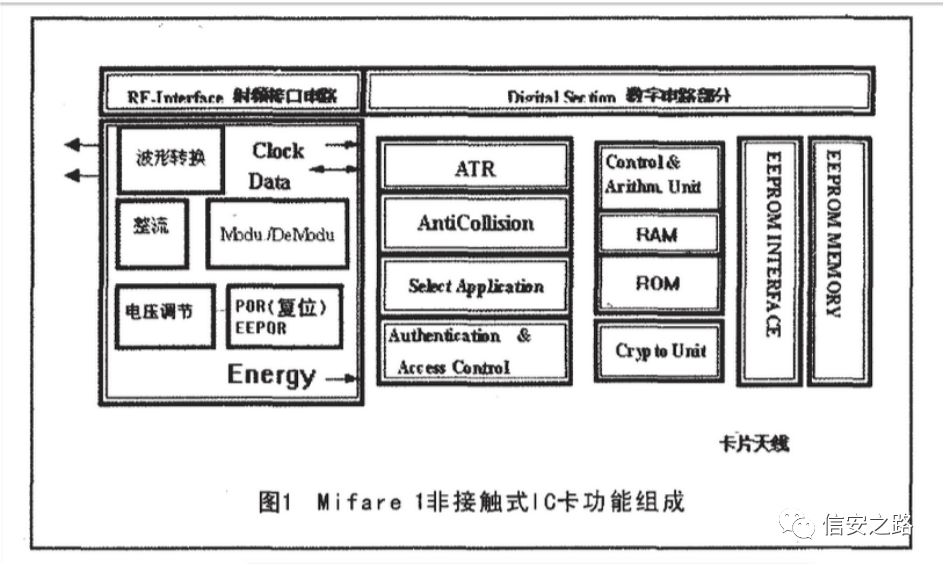 RF-Interface 射频接口电路
Digital Section 数字电路部分
波形转换
Clock
Data
整流
Modu./DeModu
电压调节
POR(复位)
EEPOR
Energy
ATR
AntiCollision
Select Application
Authentication &
Access Control
Control &
Arithm. Unit
RAM
ROM
Crypto Unit
EEPROM INTERFACE
EEPROM MEMORY
卡片天线
图1 Mifare 1非接触式IC卡功能组成
信安之路